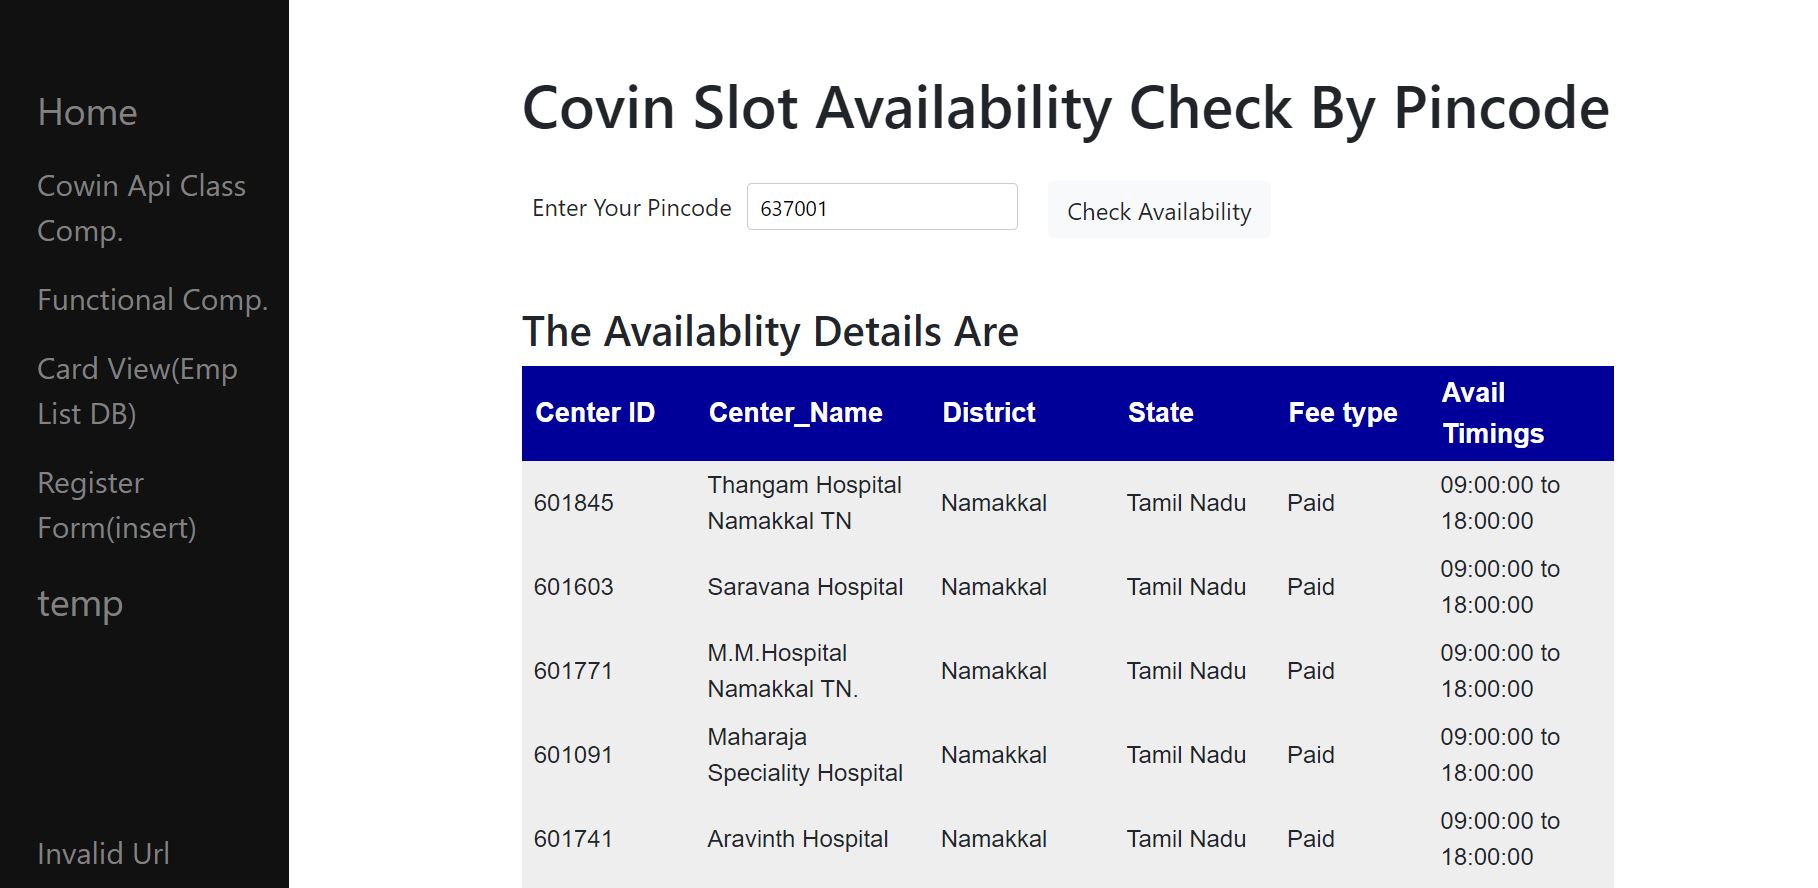 Home
Cowin Api Class
Comp.
Functional Comp.
Card View(Emp
List DB)
Register
Form(insert)
temp
Invalid Url
Covin Slot Availability Check By Pincode
Enter Your Pincode 637001 Check Availability
The Availablity Details Are
Center ID Center_Name District State Fee type Avail
Timings
601845 Thangam Hospital
Namakkal TN Namakkal Tamil Nadu Paid 09:00:00 to
18:00:00
601603 Saravana Hospital Namakkal Tamil Nadu Paid 09:00:00 to
18:00:00
601771 M.M.Hospital
Namakkal TN. Namakkal Tamil Nadu Paid 09:00:00 to
18:00:00
601091 Maharaja
Speciality Hospital Namakkal Tamil Nadu Paid 09:00:00 to
18:00:00
601741 Aravinth Hospital Namakkal Tamil Nadu Paid 09:00:00 to
18:00:00